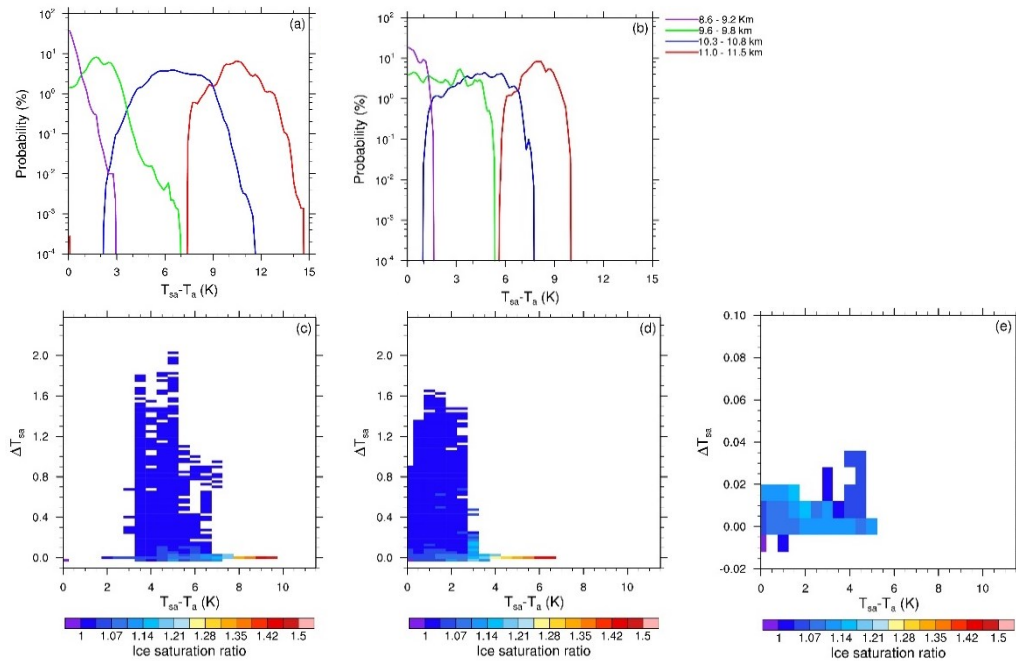 (a)
10²
10¹
10⁰
10⁻¹
10⁻²
10⁻³
10⁻⁴
Probability (%)
0 3 6 9 12 15
Tsa-Ta (K)
(b)
10²
10¹
10⁰
10⁻¹
10⁻²
10⁻³
10⁻⁴
Probability (%)
0 3 6 9 12 15
Tsa-Ta (K)
8.6 - 9.2 Km
9.6 - 9.8 km
10.3 - 10.8 km
11.0 - 11.5 km
(c)
2.0
1.6
1.2
0.8
0.4
0.0
ΔTsa
0 2 4 6 8 10
Tsa-Ta (K)
1 1.07 1.14 1.21 1.28 1.35 1.42 1.5
Ice saturation ratio
(d)
2.0
1.6
1.2
0.8
0.4
0.0
ΔTsa
0 2 4 6 8 10
Tsa-Ta (K)
1 1.07 1.14 1.21 1.28 1.35 1.42 1.5
Ice saturation ratio
(e)
0.10
0.08
0.06
0.04
0.02
0.00
-0.02
ΔTsa
0 2 4 6 8 10
Tsa-Ta (K)
1 1.07 1.14 1.21 1.28 1.35 1.42 1.5
Ice saturation ratio